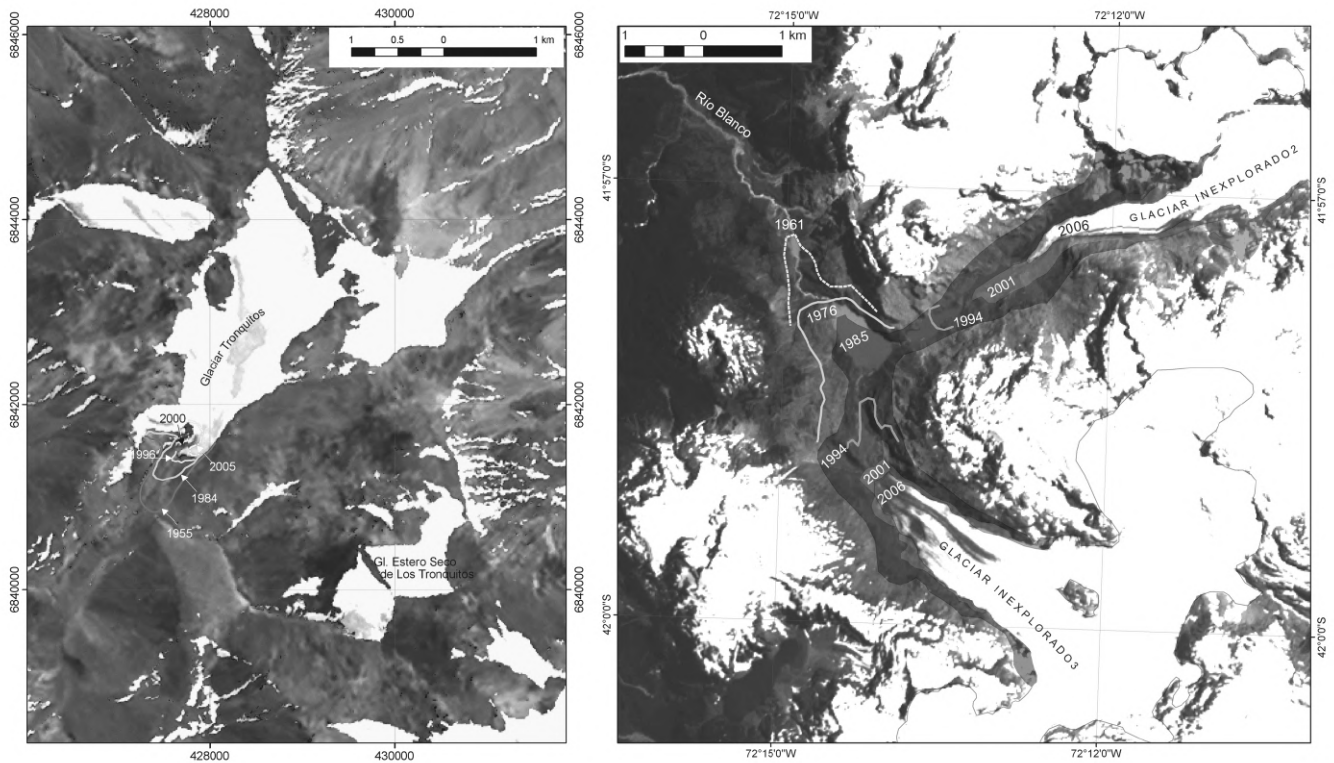 428000
430000
6846000
6846000
1
0.5
0
1 km
6844000
6844000
Glaciar Tronquitos
6842000
6842000
2000
1996
2005
1984
1955
Gl. Estero Seco
de Los Tronquitos
6840000
6840000
428000
430000
72°15'0"W
72°12'0"W
1
0
1 km
Río Blanco
41°57'0"S
41°57'0"S
GLACIAR INEXPLORADO2
1961
2006
2001
1976
1994
1985
1994
2001
2006
GLACIAR INEXPLORADO3
42°0'0"S
42°0'0"S
72°15'0"W
72°12'0"W